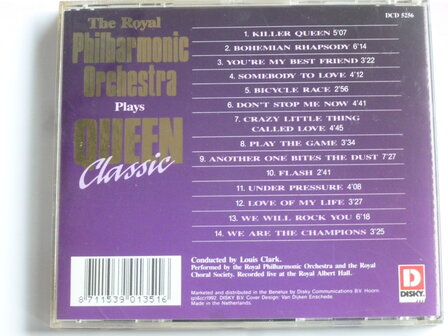 The Royal
Philharmonic
Orchestra
Plays
QUEEN
Classic
DCD 5256
1. KILLER QUEEN 5'07
2. BOHEMIAN RHAPSODY 6'14
3. YOU'RE MY BEST FRIEND 3'22
4. SOMEBODY TO LOVE 4'12
5. BICYCLE RACE 2'56
6. DON'T STOP ME NOW 4'41
7. CRAZY LITTLE THING
CALLED LOVE 4'45
8. PLAY THE GAME 3'34
9. ANOTHER ONE BITES THE DUST 7'27
10. FLASH 2'41
11. UNDER PRESSURE 4'08
12. LOVE OF MY LIFE 3'27
13. WE WILL ROCK YOU 6'18
14. WE ARE THE CHAMPIONS 3'25
Conducted by Louis Clark.
Performed by the Royal Philharmonic Orchestra and the Royal
Choral Society. Recorded live at the Royal Albert Hall.
Marketed and distributed in the Benelux by Disky Communications B.V. Hoorn.
1992. DISKY B.V. Cover Design: Van Dijken Enschede.
Made in the Netherlands.
8 711539 013516
D
DISKY